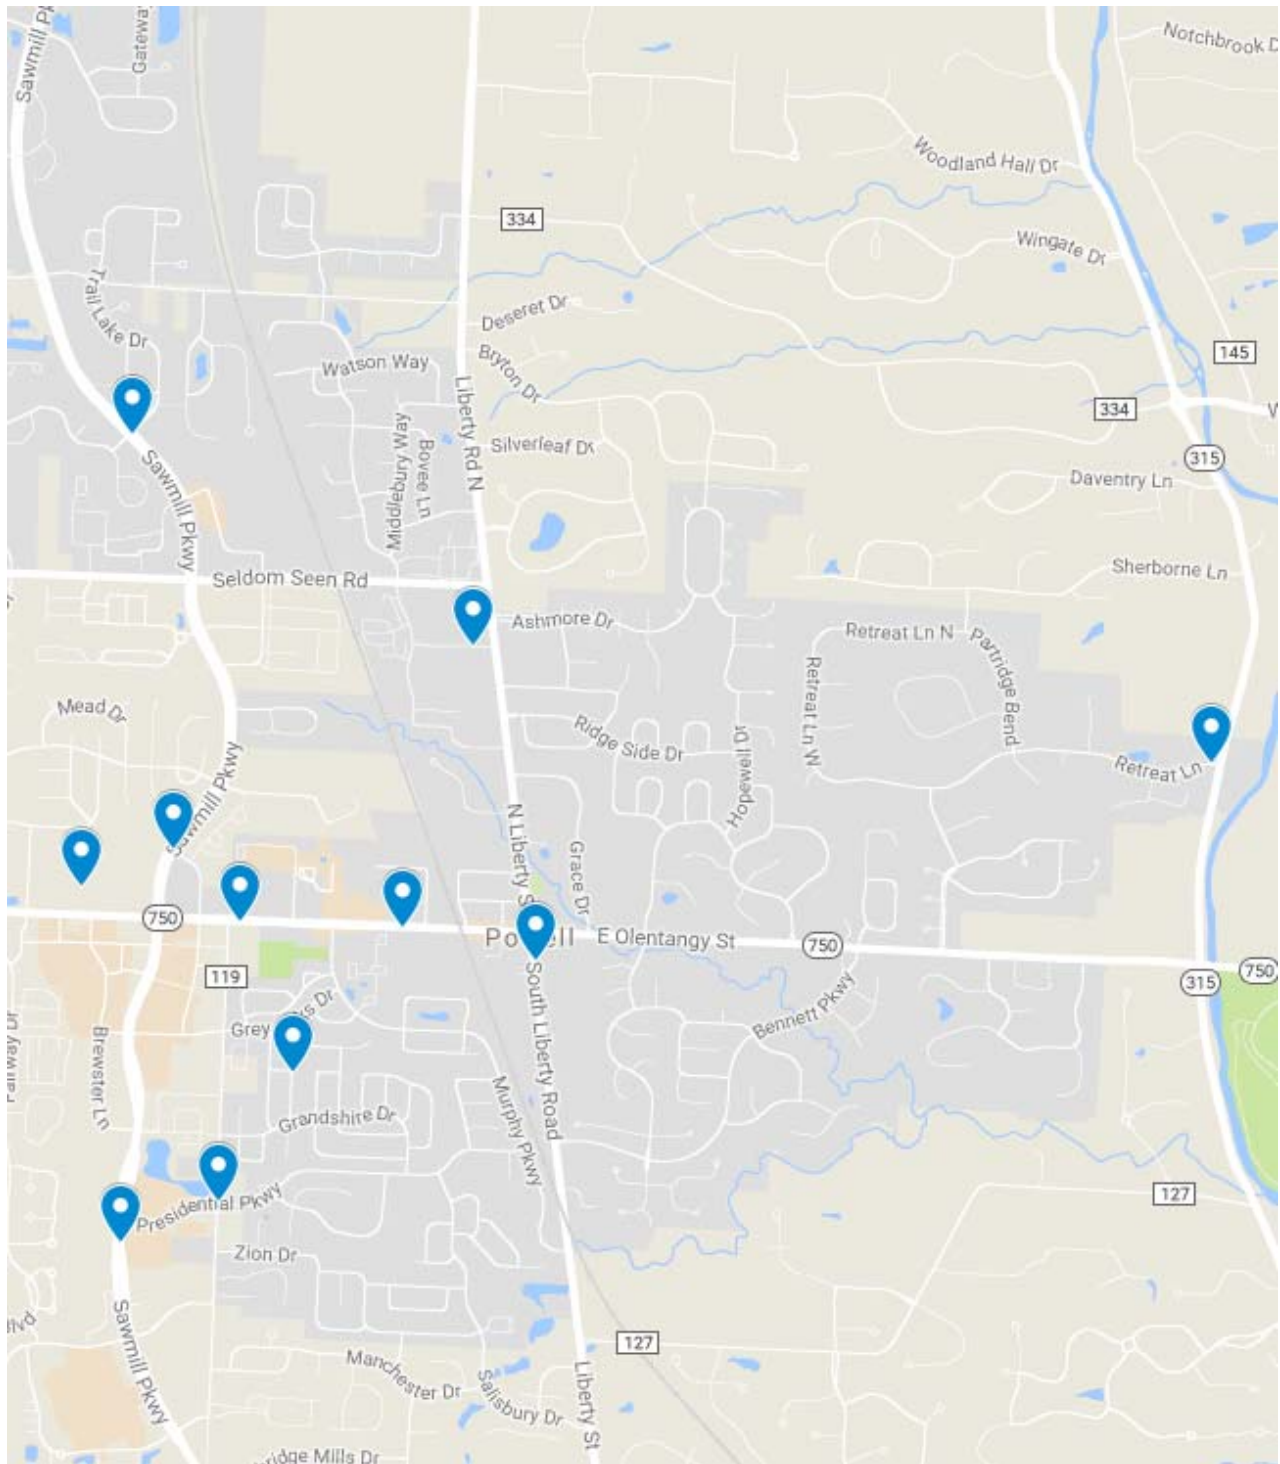 Sawmill
Gateway
Notchbrook
Woodland Hall Dr
334
Wingate Dr
Trail Lake Dr
Deseret Dr
Watson Way
Bryton Dr
145
Liberty Rd N
334
Middlebury Way
Bovee Ln
Silverleaf Dr
315
Sawmill Pkwy
Daventry Ln
Seldom Seen Rd
Sherborne Ln
Ashmore Dr
Retreat Ln N
Partridge Bend
Retreat Ln W
Mead Dr
Ridge Side Dr
Hopewell Dr
Retreat Ln
Sawmill Pkwy
N Liberty S
Grace Dr
750
E Olentangy St
750
750
315
119
South Liberty Road
Bennett Pkwy
Fairway Dr
Brewster Ln
Grandshire Dr
Murphy Pkwy
Presidential Pkwy
127
Zion Dr
Sawmill Pkwy
127
Manchester Dr
Salisbury Dr
Liberty St